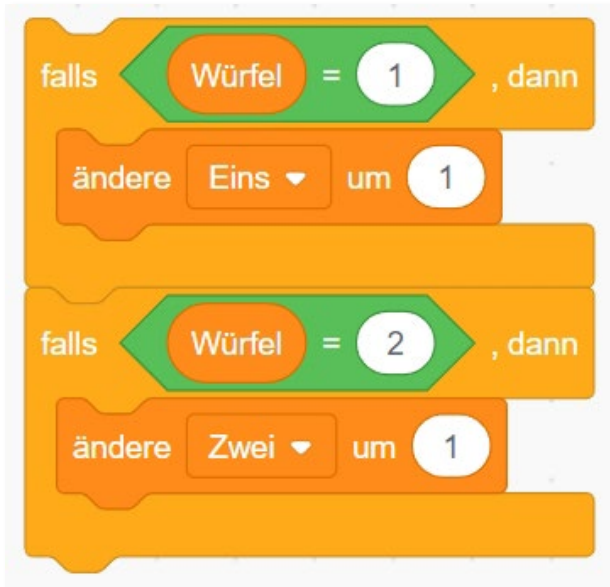 falls Würfel = 1 , dann
ändere Eins um 1
falls Würfel = 2 , dann
ändere Zwei um 1